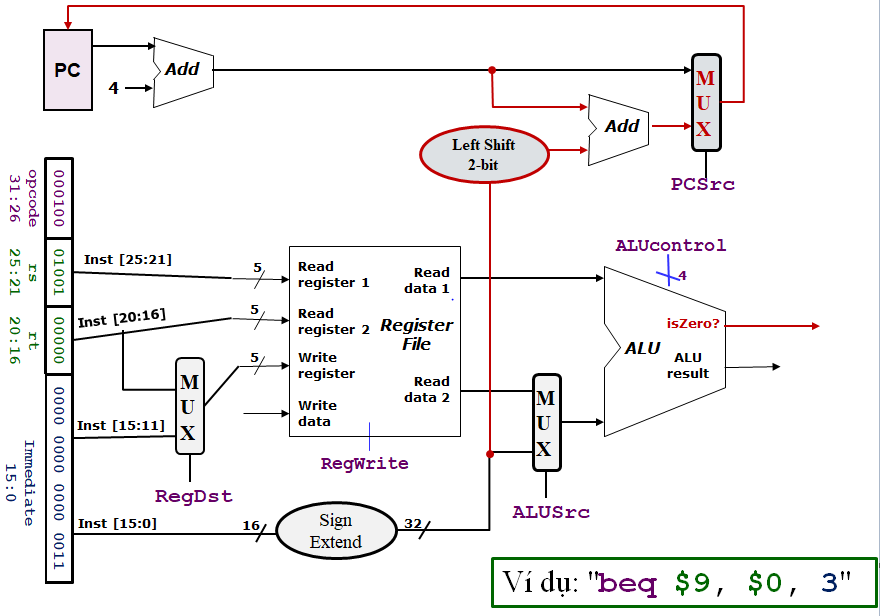 PC
4
Add
Add
M
U
X
PCSrc
Left Shift
2-bit
opcode
31:26
000100
rs
25:21
01001
rt
20:16
00000
Immediate
15:0
0000 0000 0000 0011
Inst [25:21]
Inst [20:16]
Inst [15:11]
Inst [15:0]
5
5
5
M
U
X
RegDst
Read
register 1
Read
register 2
Write
register
Write
data
Register
File
Read
data 1
Read
data 2
RegWrite
16
Sign
Extend
32
M
U
X
ALUSrc
ALUcontrol
4
isZero?
ALU
ALU
result
Ví dụ: "beq $9, $0, 3"